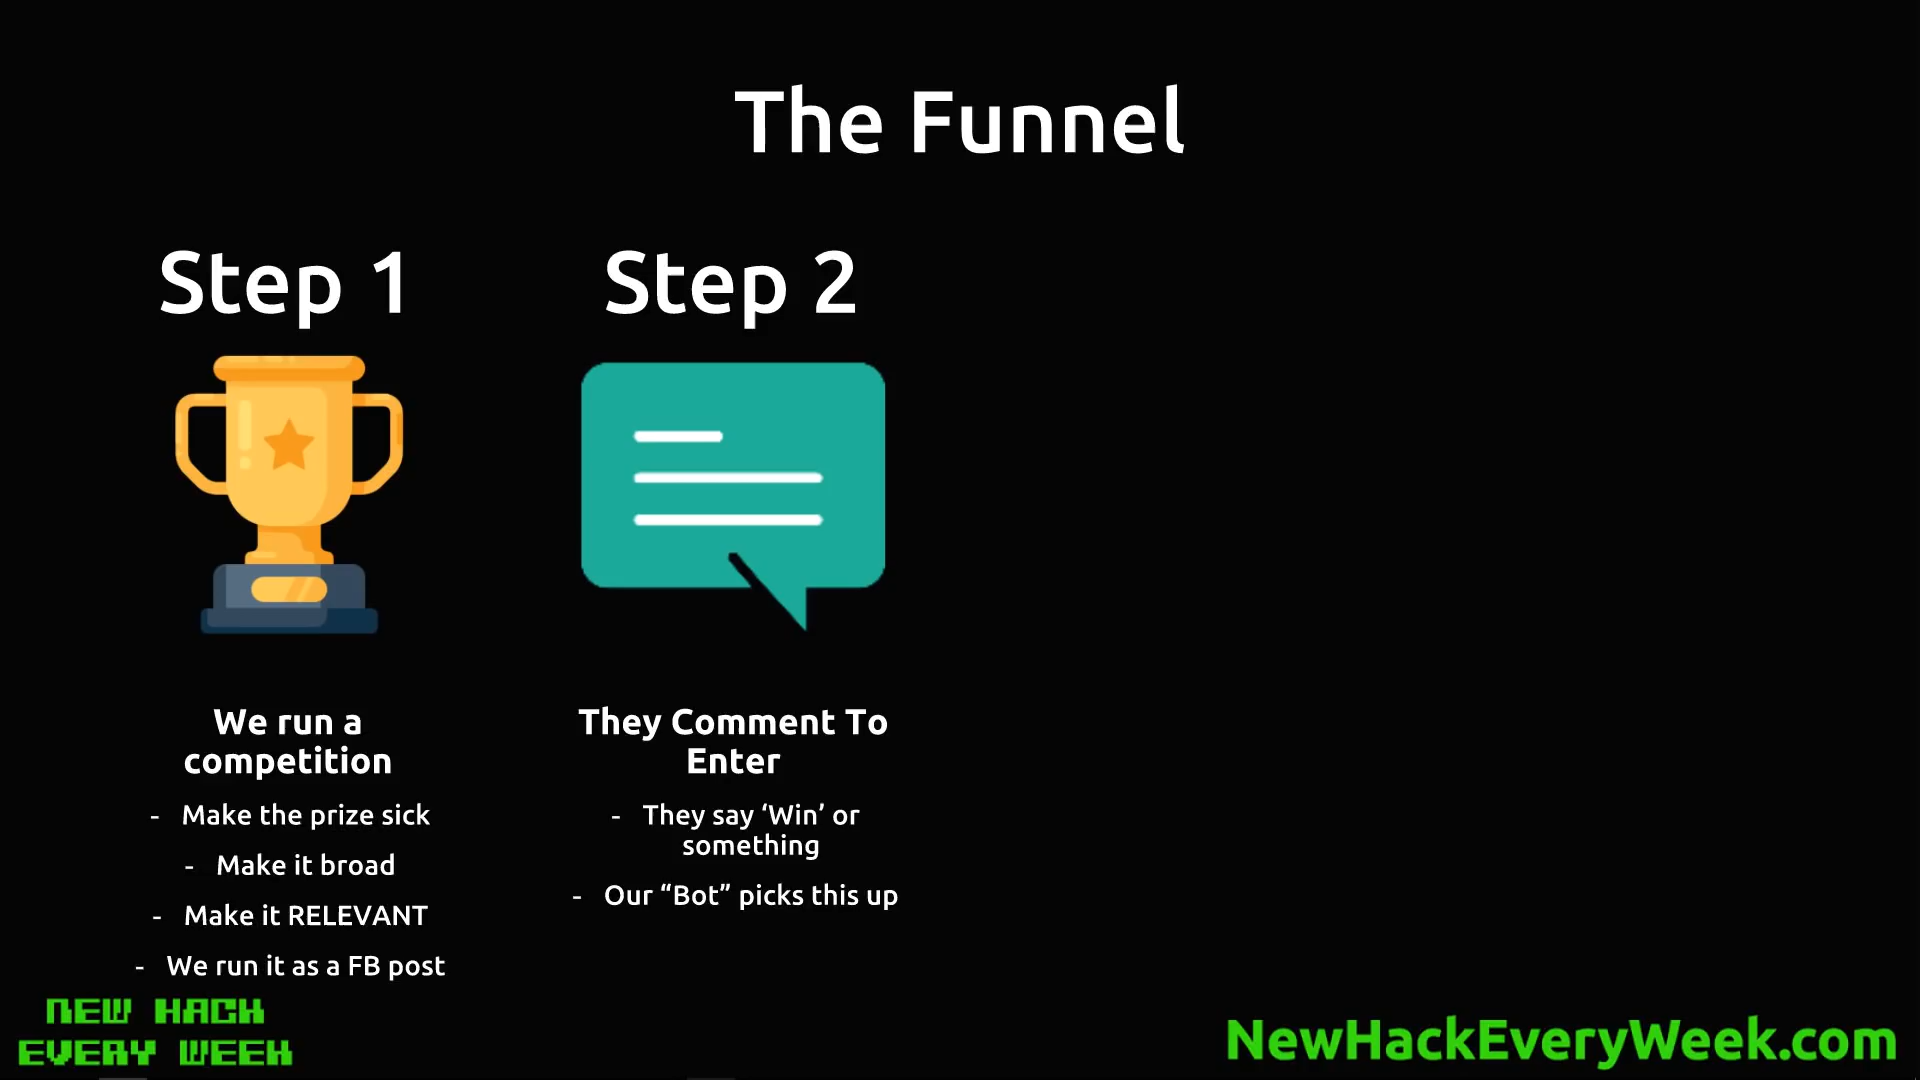 The Funnel
Step 1
We run a
competition
- Make the prize sick
- Make it broad
- Make it RELEVANT
- We run it as a FB post
Step 2
They Comment To
Enter
- They say ‘Win’ or
something
- Our “Bot” picks this up
NEW HACK
EVERY WEEK
NewHackEveryWeek.com